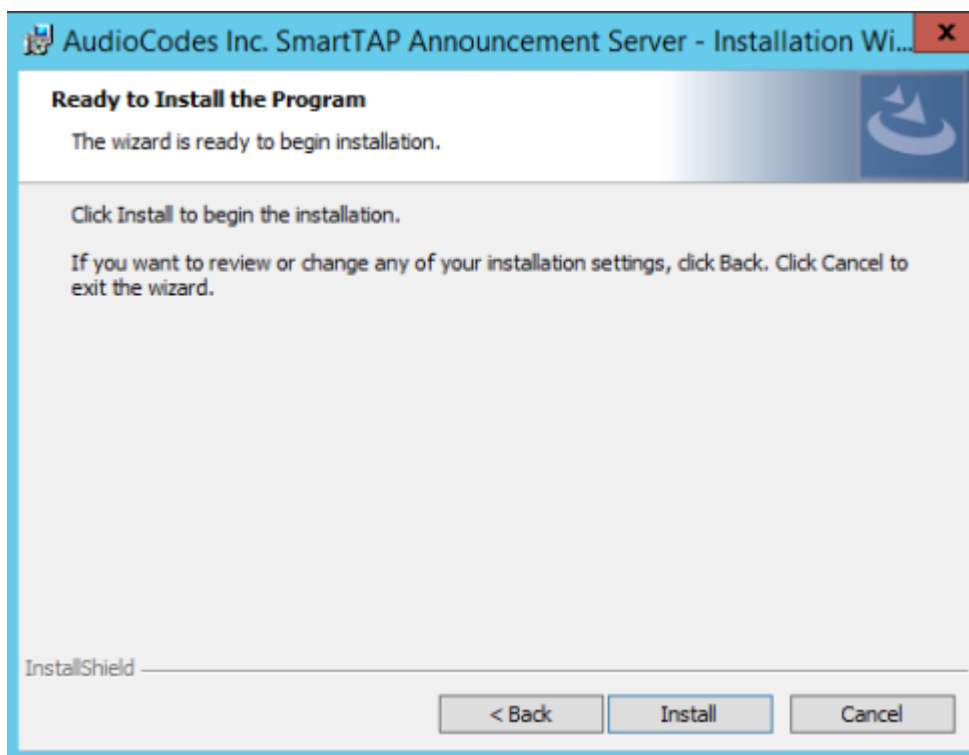 AudioCodes Inc. SmartTAP Announcement Server - Installation Wi...
Ready to Install the Program
The wizard is ready to begin installation.
Click Install to begin the installation.
If you want to review or change any of your installation settings, click Back. Click Cancel to
exit the wizard.
InstallShield
< Back Install Cancel